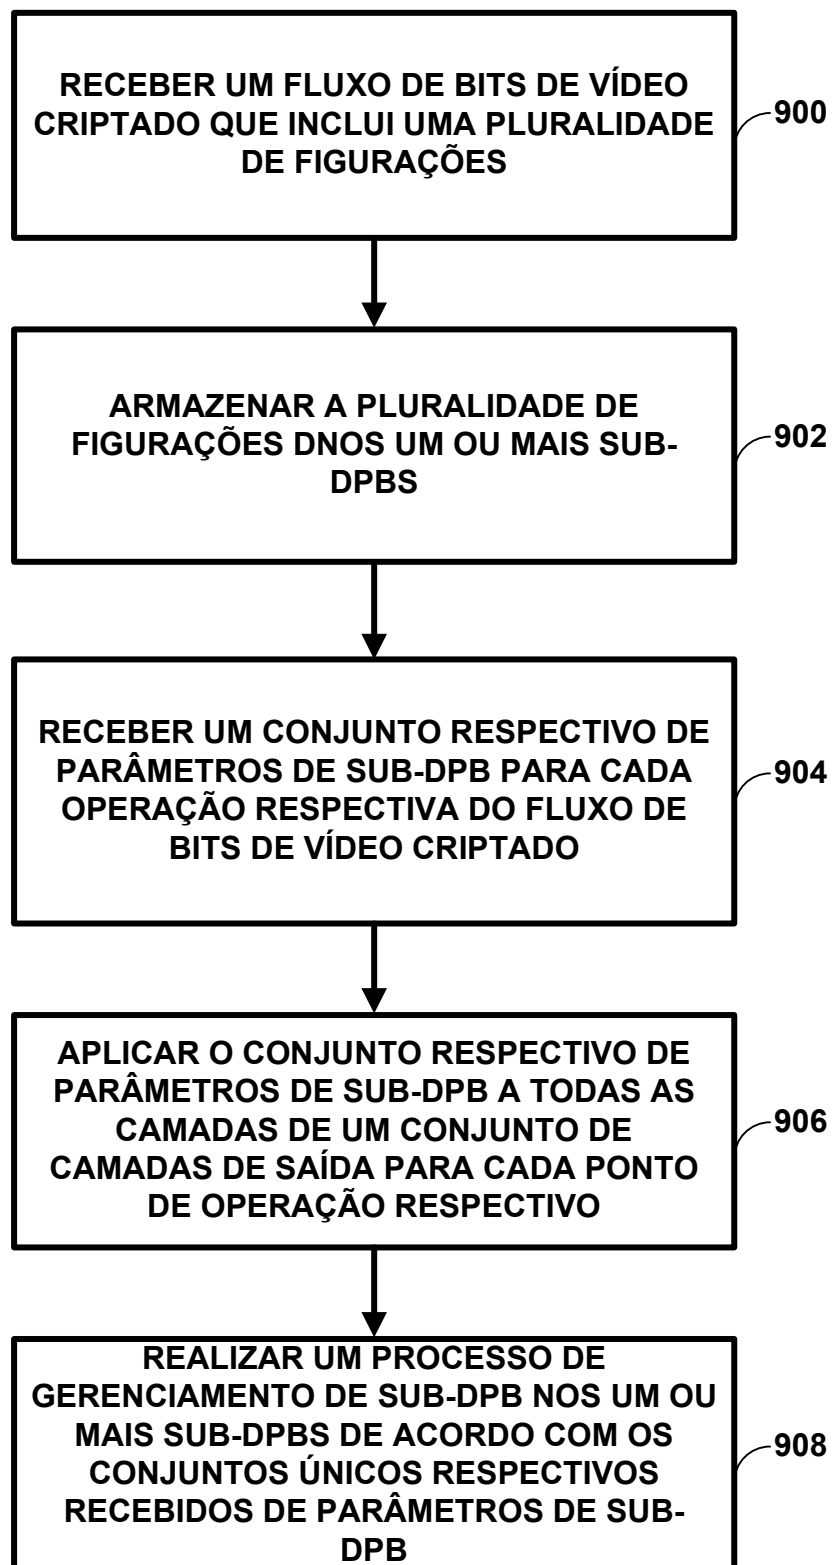 RECEBER UM FLUXO DE BITS DE VÍDEO
CRIPTADO QUE INCLUI UMA PLURALIDADE
DE FIGURAÇÕES
900
ARMAZENAR A PLURALIDADE DE
FIGURAÇÕES DNOS UM OU MAIS SUB-
DPBS
902
RECEBER UM CONJUNTO RESPECTIVO DE
PARÂMETROS DE SUB-DPB PARA CADA
OPERAÇÃO RESPECTIVA DO FLUXO DE
BITS DE VÍDEO CRIPTADO
904
APLICAR O CONJUNTO RESPECTIVO DE
PARÂMETROS DE SUB-DPB A TODAS AS
CAMADAS DE UM CONJUNTO DE
CAMADAS DE SAÍDA PARA CADA PONTO
DE OPERAÇÃO RESPECTIVO
906
REALIZAR UM PROCESSO DE
GERENCIAMENTO DE SUB-DPB NOS UM OU
MAIS SUB-DPBS DE ACORDO COM OS
CONJUNTOS ÚNICOS RESPECTIVOS
RECEBIDOS DE PARÂMETROS DE SUB-
DPB
908